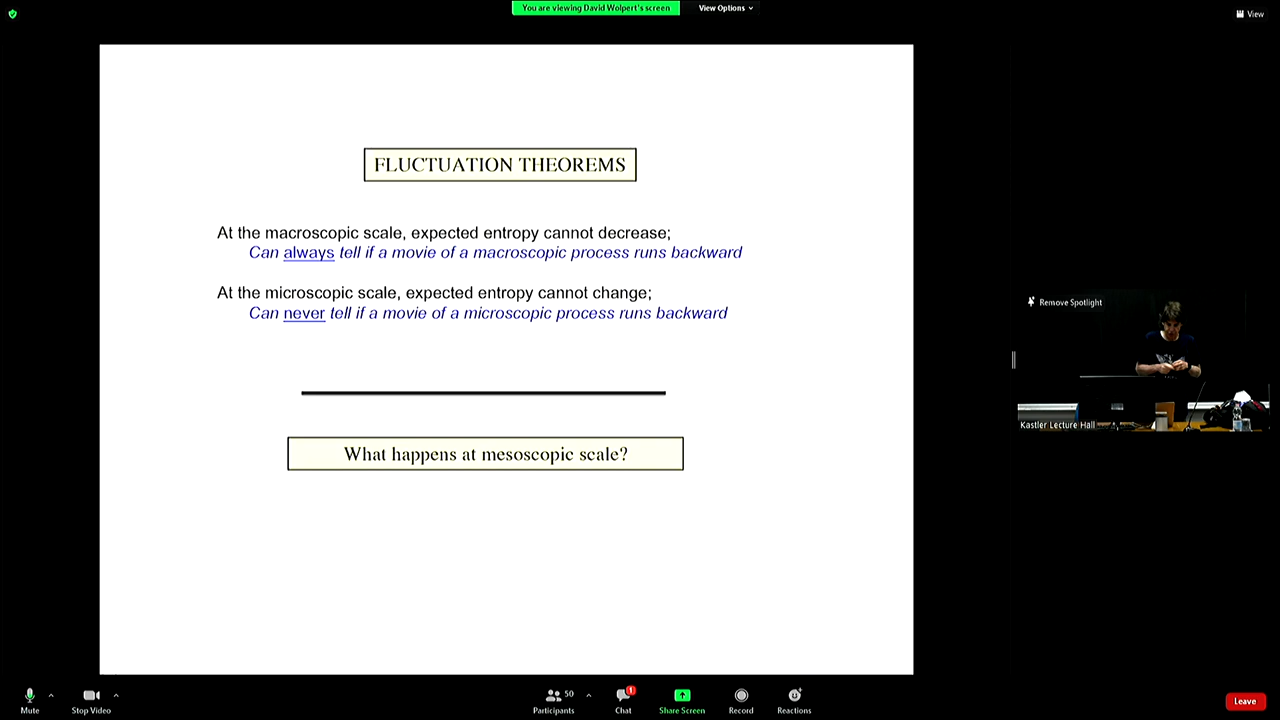 You are viewing David Wolpert's screen
View Options
View
FLUCTUATION THEOREMS
At the macroscopic scale, expected entropy cannot decrease;
Can always tell if a movie of a macroscopic process runs backward
At the microscopic scale, expected entropy cannot change;
Can never tell if a movie of a microscopic process runs backward
What happens at mesoscopic scale?
Remove Spotlight
Kastler Lecture Hall
Mute
Stop Video
50
Participants
1
Chat
Share Screen
Record
Reactions
Leave